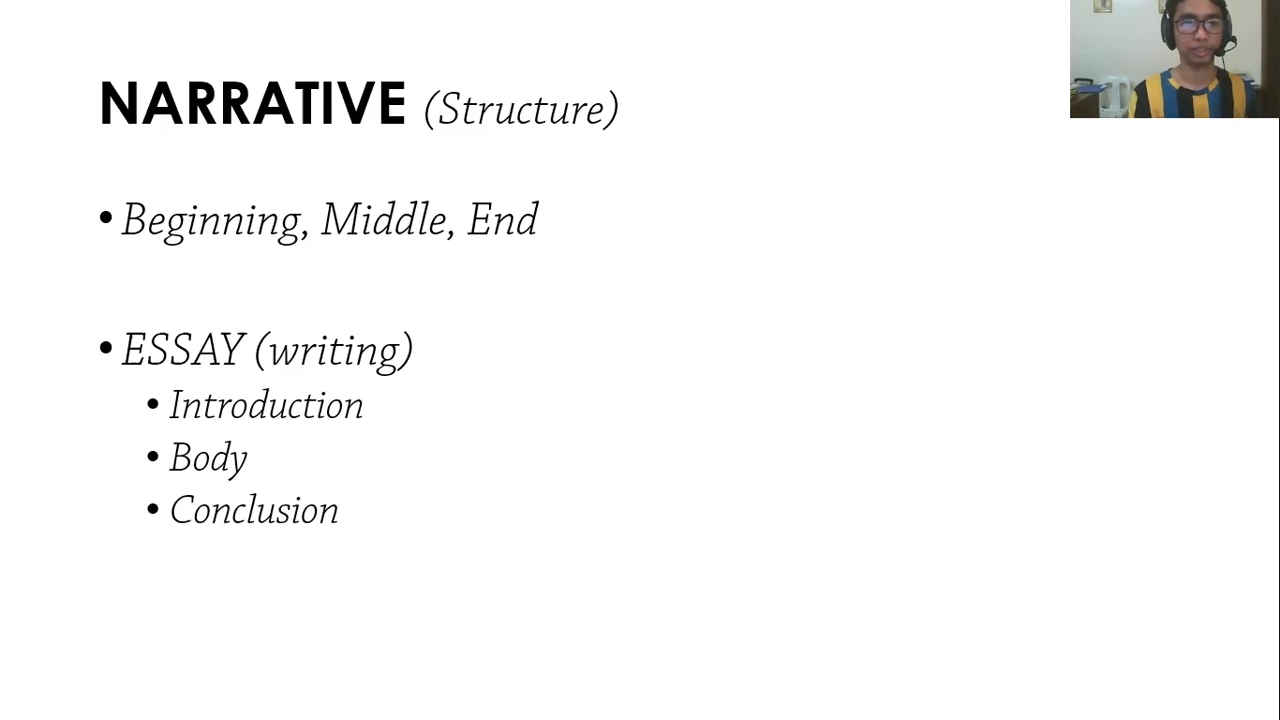 NARRATIVE (Structure)
• Beginning, Middle, End
• ESSAY (writing)
• Introduction
• Body
• Conclusion